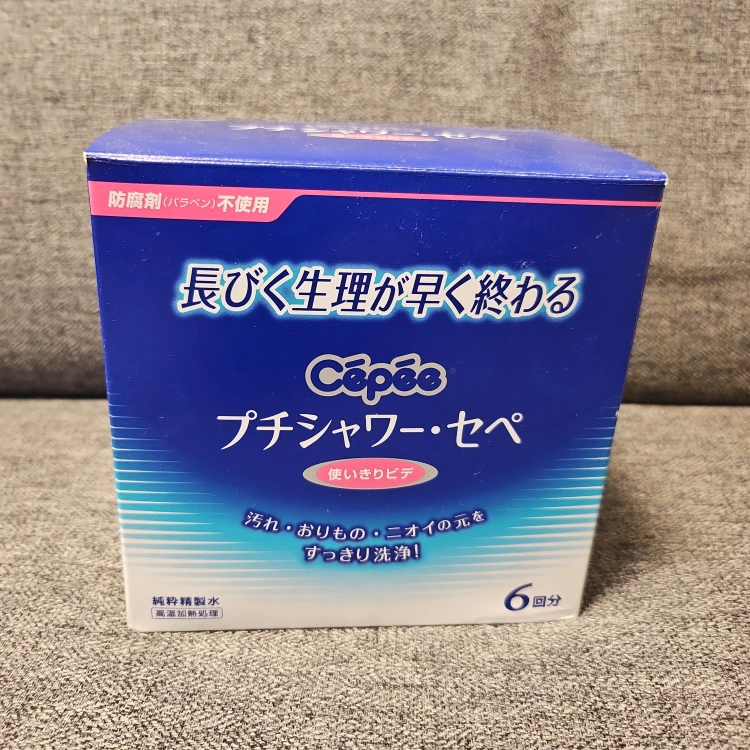 防腐剤(パラベン)不使用
長びく生理が早く終わる
Cépée®
プチシャワー・セペ
使いきりビデ
汚れ・おりもの・ニオイの元を
すっきり洗浄!
純粋精製水
高温加熱処理
6回分